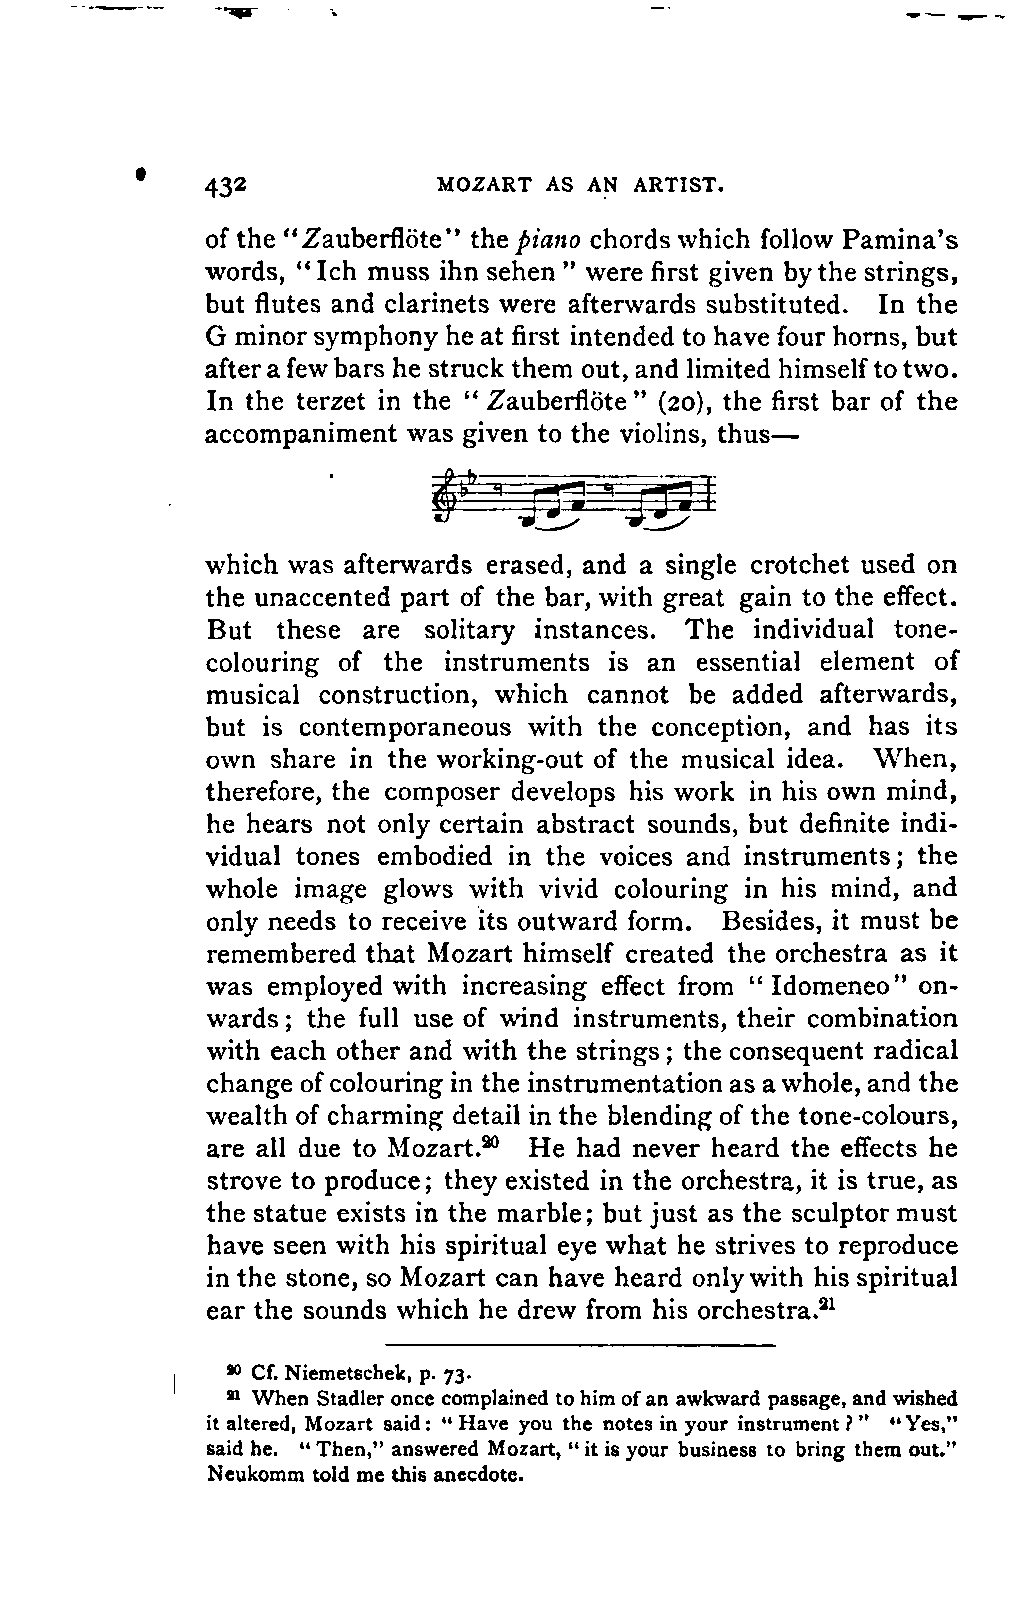 432 MOZART AS AN ARTIST.
of the "Zauberflöte" the piano chords which follow Pamina's
words, "Ich muss ihn sehen" were first given by the strings,
but flutes and clarinets were afterwards substituted. In the
G minor symphony he at first intended to have four horns, but
after a few bars he struck them out, and limited himself to two.
In the terzet in the "Zauberflöte" (20), the first bar of the
accompaniment was given to the violins, thus—
which was afterwards erased, and a single crotchet used on
the unaccented part of the bar, with great gain to the effect.
But these are solitary instances. The individual tone-
colouring of the instruments is an essential element of
musical construction, which cannot be added afterwards,
but is contemporaneous with the conception, and has its
own share in the working-out of the musical idea. When,
therefore, the composer develops his work in his own mind,
he hears not only certain abstract sounds, but definite indi-
vidual tones embodied in the voices and instruments; the
whole image glows with vivid colouring in his mind, and
only needs to receive its outward form. Besides, it must be
remembered that Mozart himself created the orchestra as it
was employed with increasing effect from "Idomeneo" on-
wards; the full use of wind instruments, their combination
with each other and with the strings; the consequent radical
change of colouring in the instrumentation as a whole, and the
wealth of charming detail in the blending of the tone-colours,
are all due to Mozart.²⁰ He had never heard the effects he
strove to produce; they existed in the orchestra, it is true, as
the statue exists in the marble; but just as the sculptor must
have seen with his spiritual eye what he strives to reproduce
in the stone, so Mozart can have heard only with his spiritual
ear the sounds which he drew from his orchestra.²¹
²⁰ Cf. Niemetschek, p. 73.
²¹ When Stadler once complained to him of an awkward passage, and wished
it altered, Mozart said: "Have you the notes in your instrument?" "Yes,"
said he. "Then," answered Mozart, "it is your business to bring them out."
Neukomm told me this anecdote.